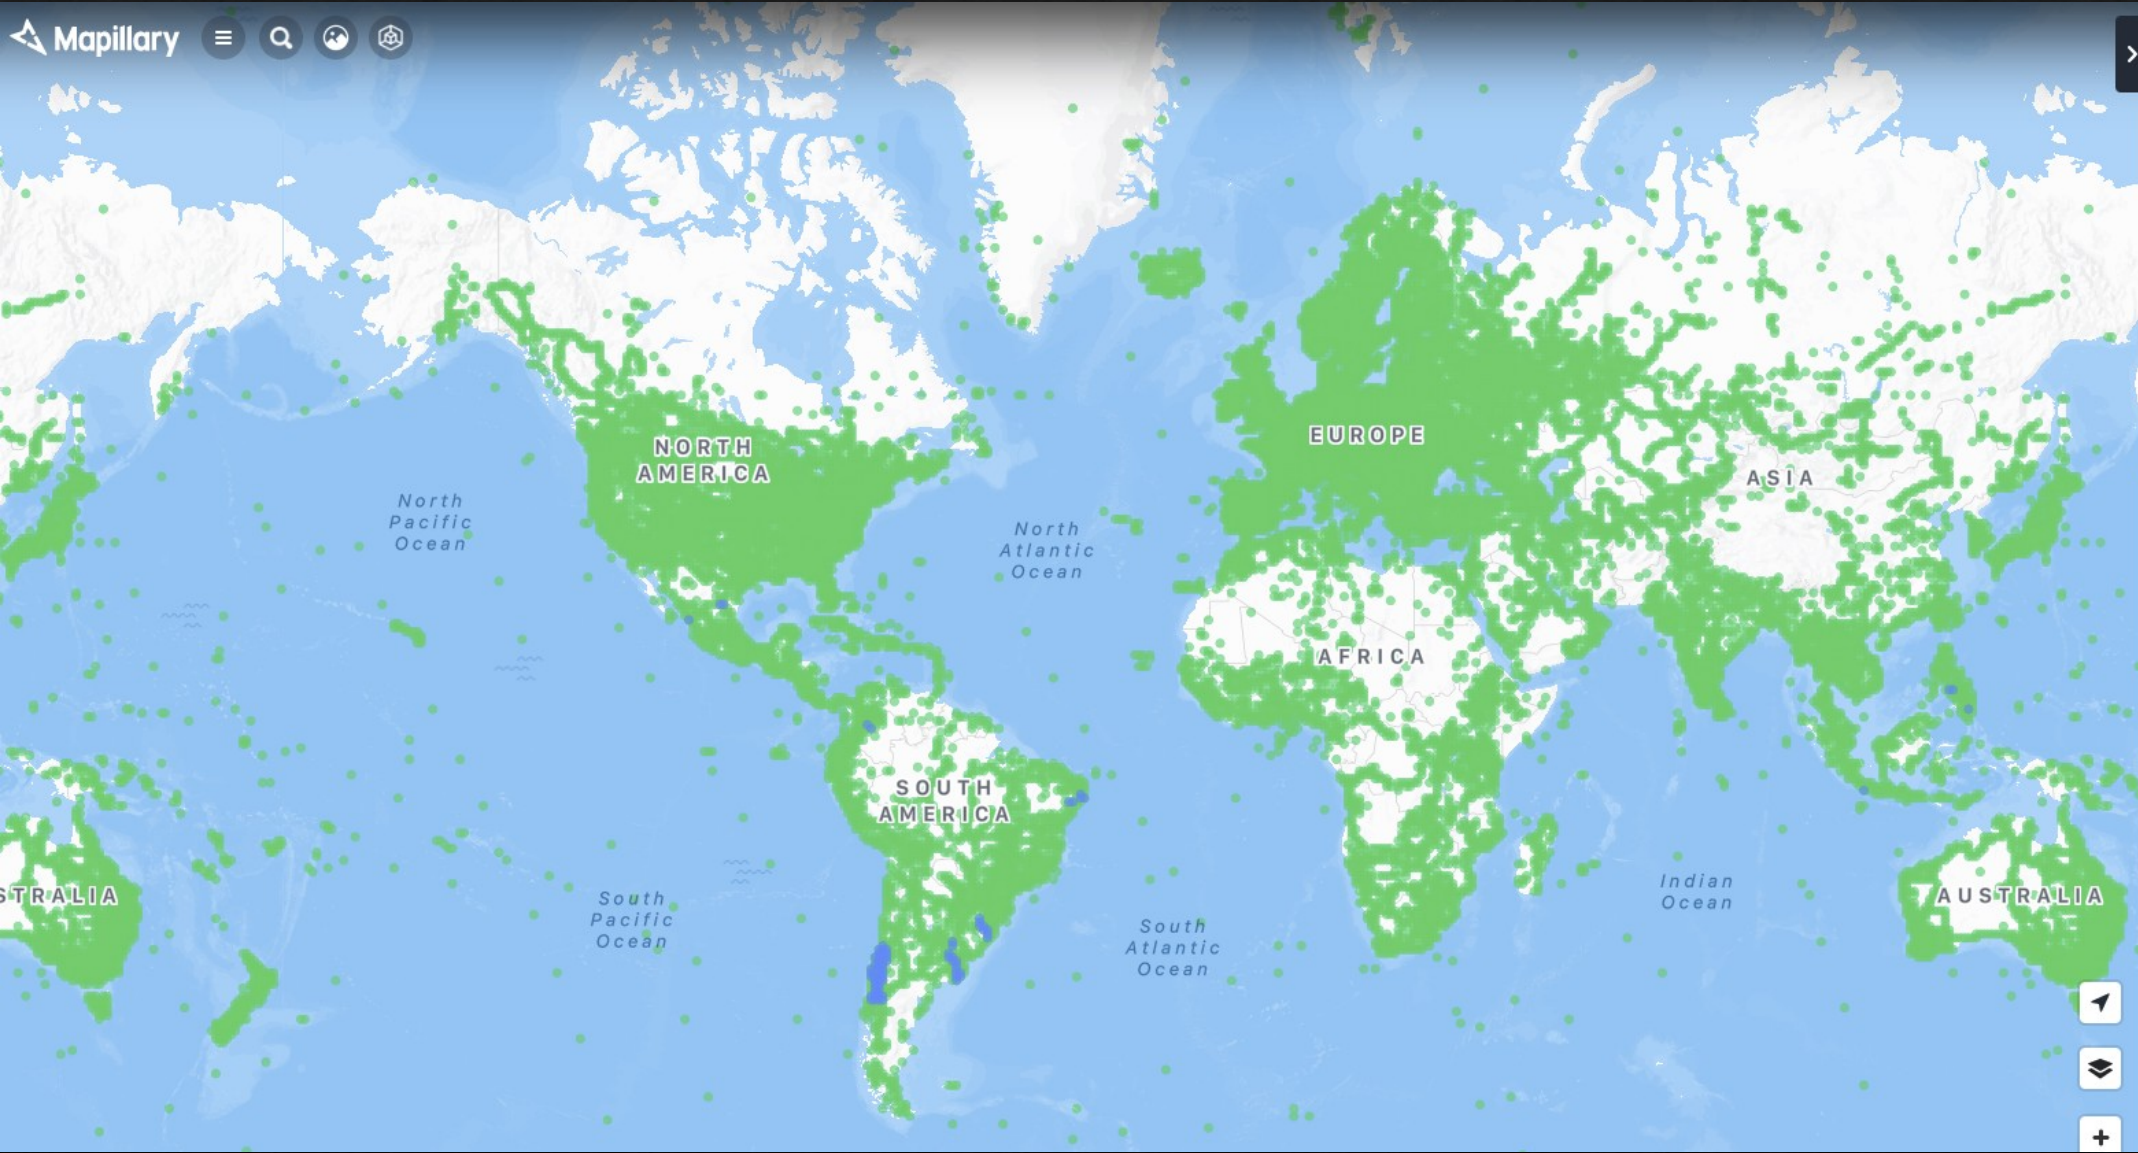 Mapillary
NORTH
AMERICA
EUROPE
ASIA
North
Pacific
Ocean
North
Atlantic
Ocean
AFRICA
SOUTH
AMERICA
STRALIA
South
Pacific
Ocean
South
Atlantic
Ocean
Indian
Ocean
AUSTRALIA